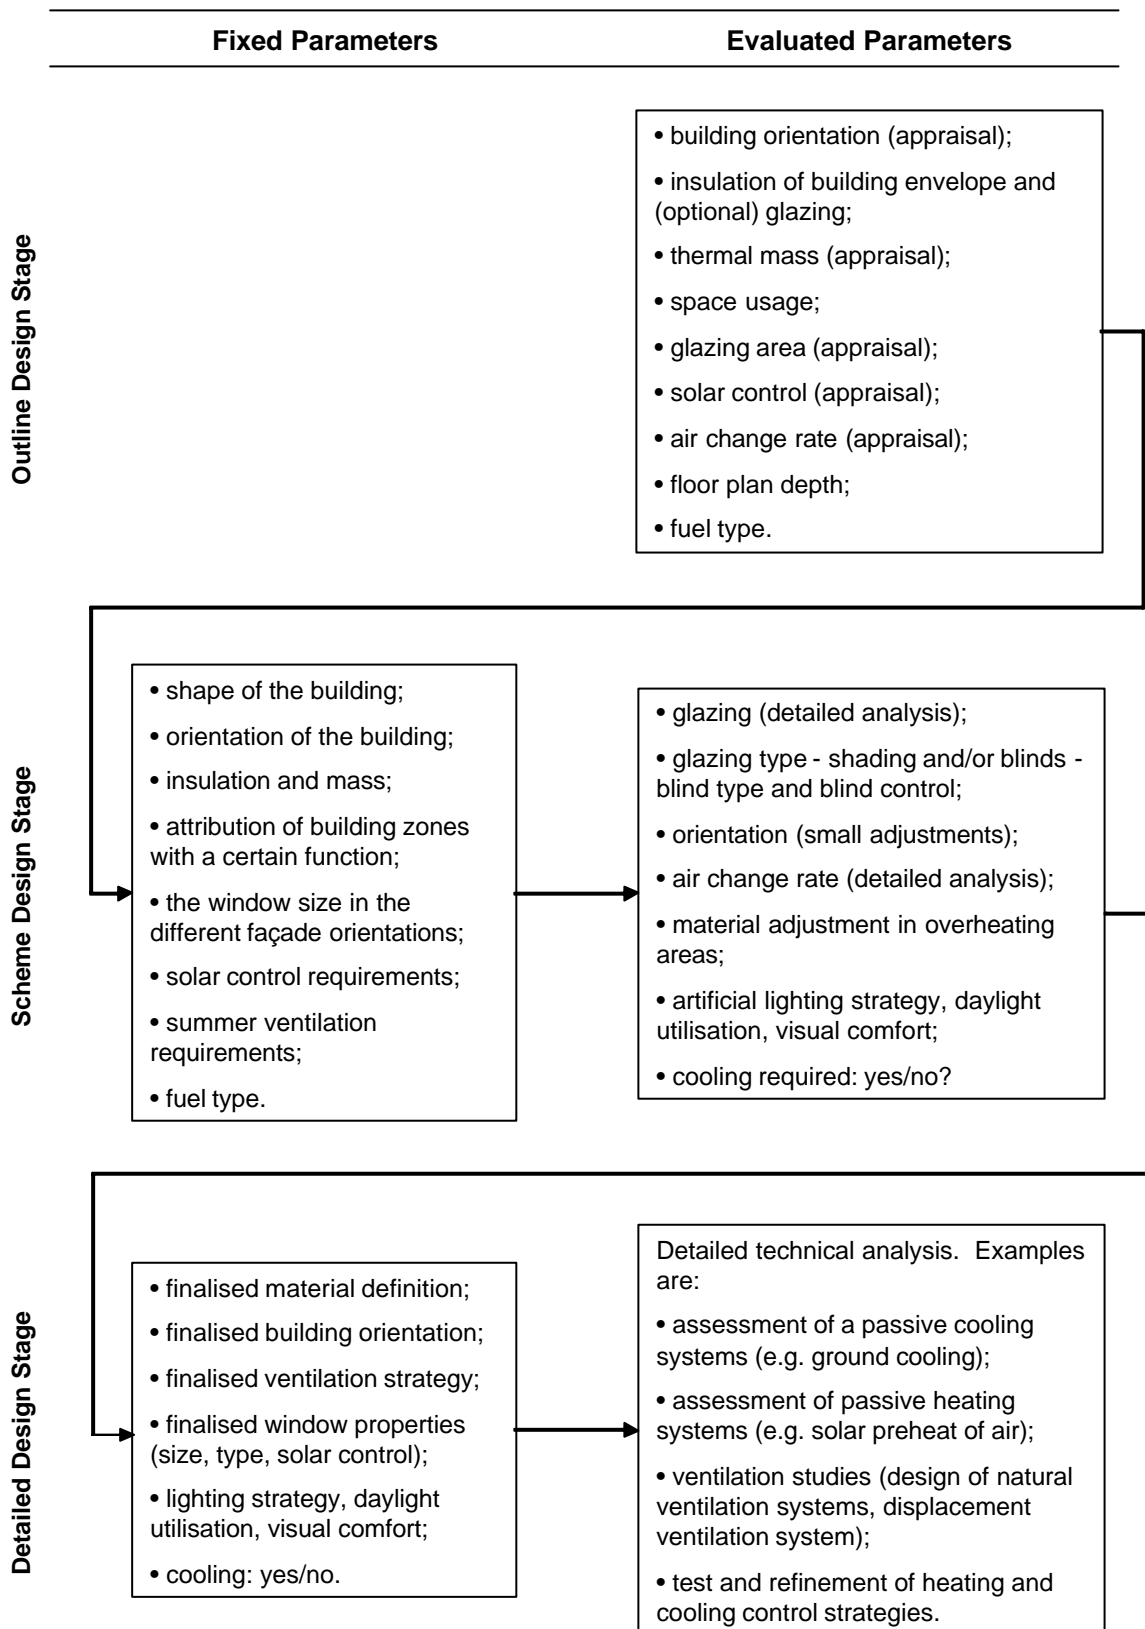 Fixed Parameters
Evaluated Parameters
Outline Design Stage
• building orientation (appraisal);
• insulation of building envelope and
(optional) glazing;
• thermal mass (appraisal);
• space usage;
• glazing area (appraisal);
• solar control (appraisal);
• air change rate (appraisal);
• floor plan depth;
• fuel type.
Scheme Design Stage
• shape of the building;
• orientation of the building;
• insulation and mass;
• attribution of building zones
with a certain function;
• the window size in the
different façade orientations;
• solar control requirements;
• summer ventilation
requirements;
• fuel type.
• glazing (detailed analysis);
• glazing type - shading and/or blinds -
blind type and blind control;
• orientation (small adjustments);
• air change rate (detailed analysis);
• material adjustment in overheating
areas;
• artificial lighting strategy, daylight
utilisation, visual comfort;
• cooling required: yes/no?
Detailed Design Stage
• finalised material definition;
• finalised building orientation;
• finalised ventilation strategy;
• finalised window properties
(size, type, solar control);
• lighting strategy, daylight
utilisation, visual comfort;
• cooling: yes/no.
Detailed technical analysis.  Examples
are:
• assessment of a passive cooling
systems (e.g. ground cooling);
• assessment of passive heating
systems (e.g. solar preheat of air);
• ventilation studies (design of natural
ventilation systems, displacement
ventilation system);
• test and refinement of heating and
cooling control strategies.